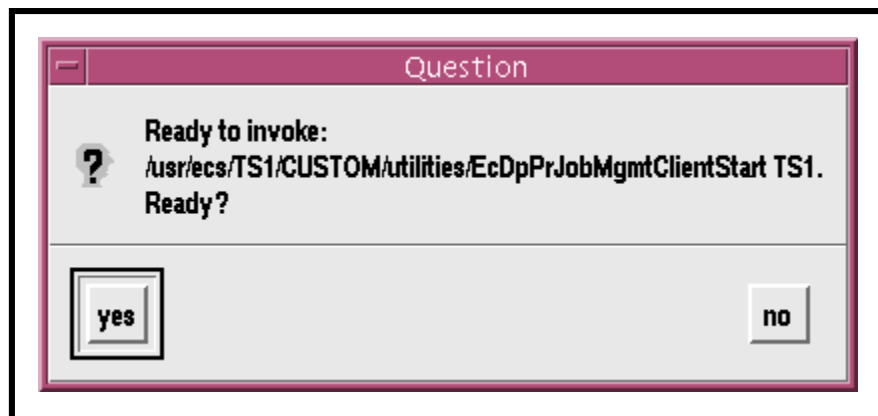 Question
Ready to invoke:
/usr/ecs/TS1/CUSTOM/utilities/EcDpPrJobMgmtClientStart TS1.
Ready?
yes
no